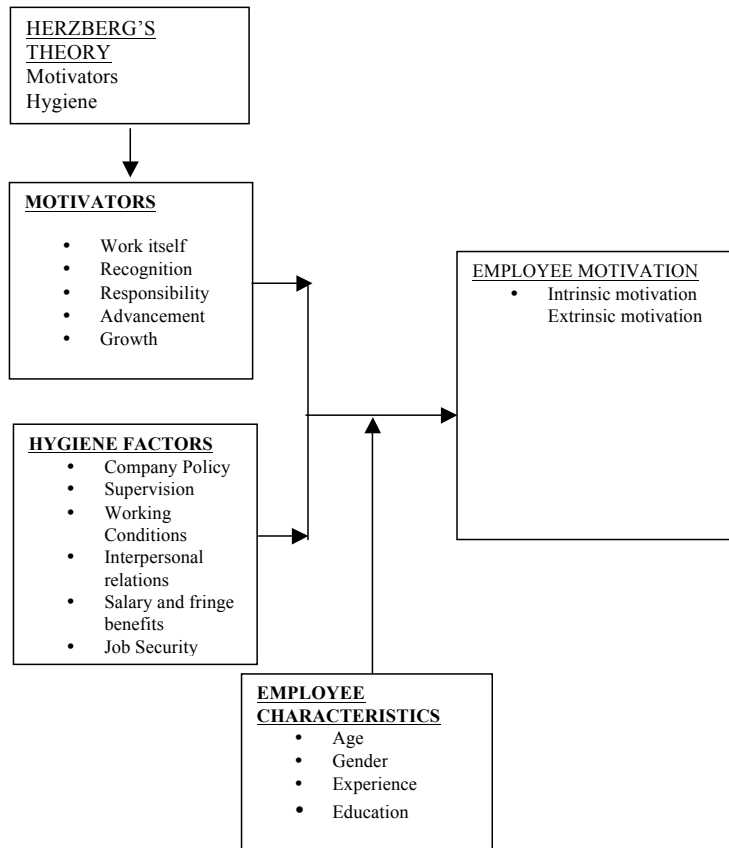 HERZBERG'S
THEORY
Motivators
Hygiene
MOTIVATORS
• Work itself
• Recognition
• Responsibility
• Advancement
• Growth
EMPLOYEE MOTIVATION
• Intrinsic motivation
Extrinsic motivation
HYGIENE FACTORS
• Company Policy
• Supervision
• Working
Conditions
• Interpersonal
relations
• Salary and fringe
benefits
• Job Security
EMPLOYEE
CHARACTERISTICS
• Age
• Gender
• Experience
• Education